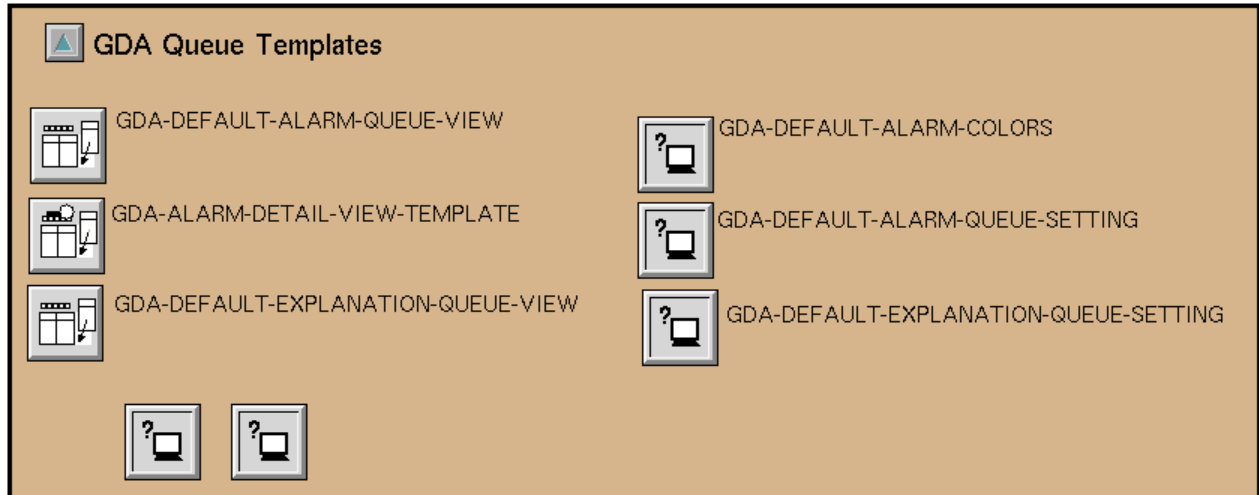 GDA Queue Templates
GDA-DEFAULT-ALARM-QUEUE-VIEW
GDA-ALARM-DETAIL-VIEW-TEMPLATE
GDA-DEFAULT-EXPLANATION-QUEUE-VIEW
? GDA-DEFAULT-ALARM-COLORS
? GDA-DEFAULT-ALARM-QUEUE-SETTING
? GDA-DEFAULT-EXPLANATION-QUEUE-SETTING
? ?